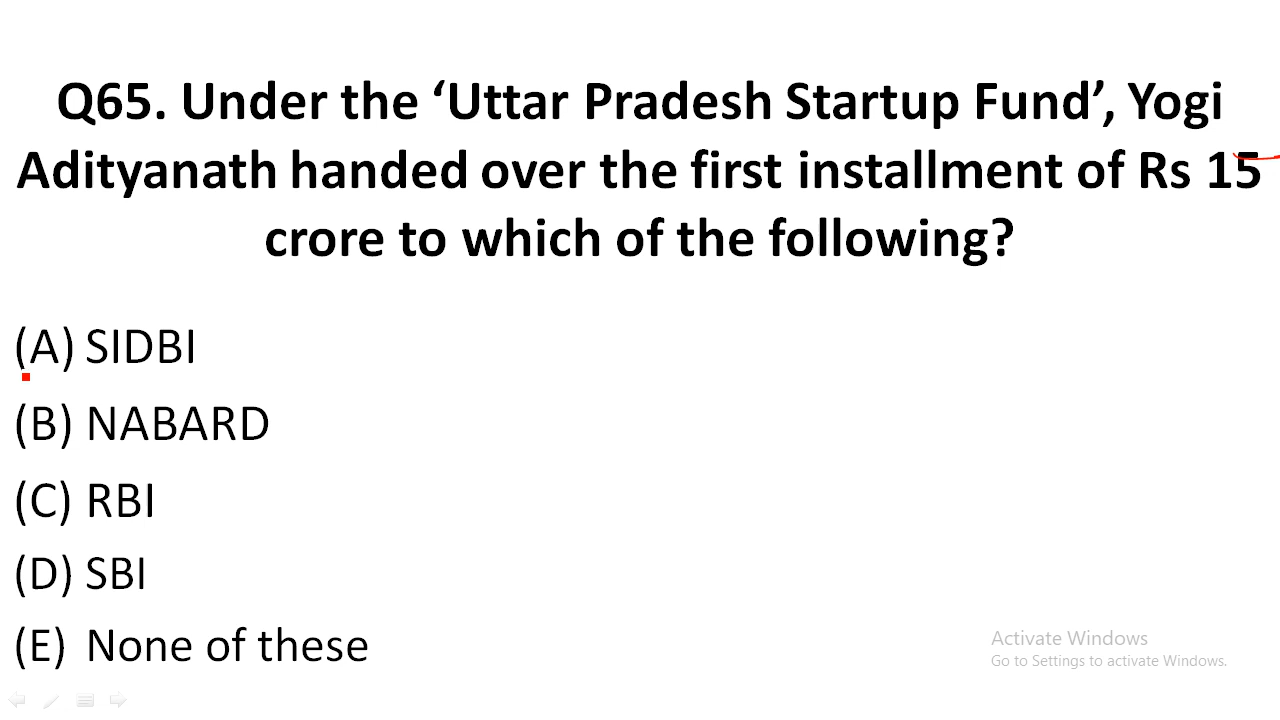 Q65. Under the ‘Uttar Pradesh Startup Fund’, Yogi
Adityanath handed over the first installment of Rs 15
crore to which of the following?
(A) SIDBI
(B) NABARD
(C) RBI
(D) SBI
(E) None of these
Activate Windows
Go to Settings to activate Windows.